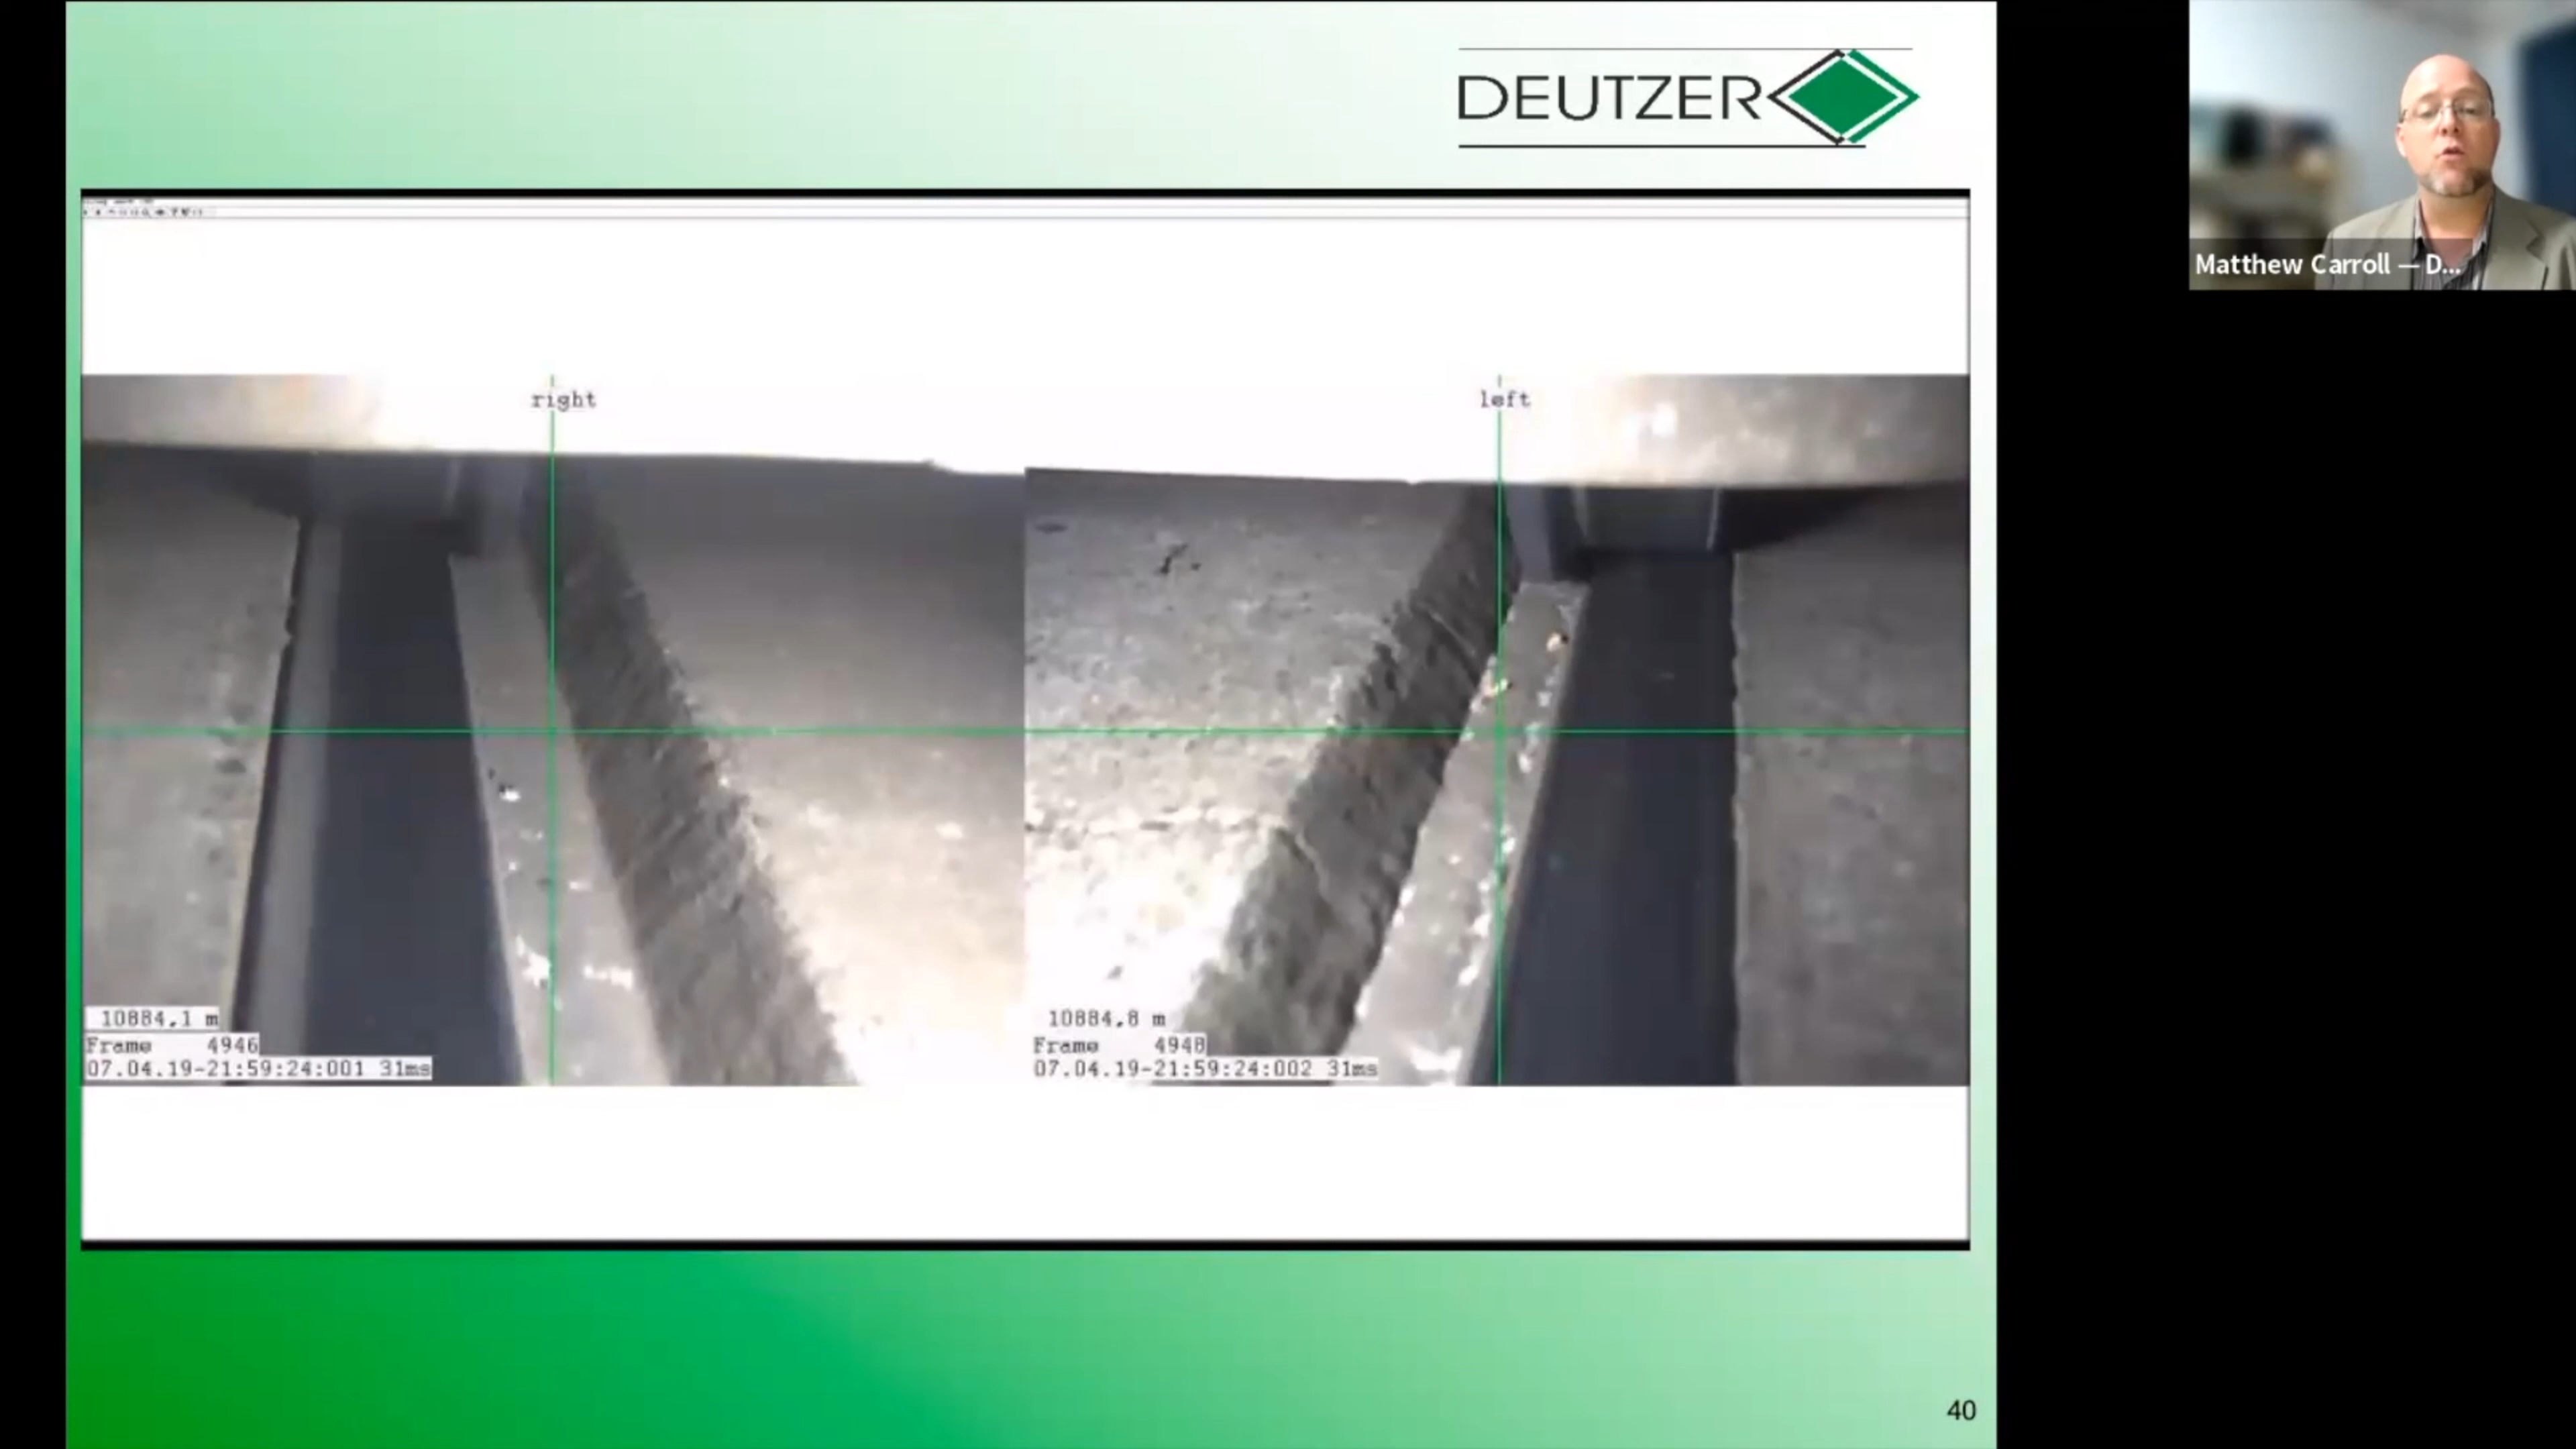 DEUTZER
Matthew Carroll — D...
right
left
10884,1 m
Frame 4946
07.04.19-21:59:24:001 31ms
10884,8 m
Frame 4948
07.04.19-21:59:24:002 31ms
40